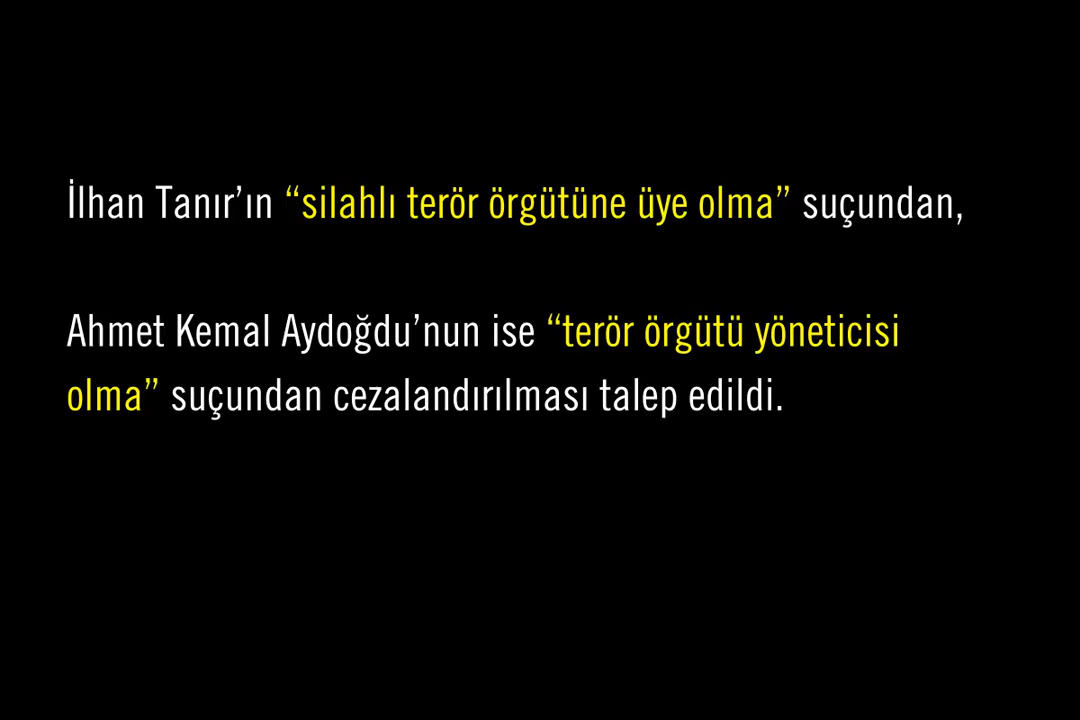 İlhan Tanır’ın “silahlı terör örgütüne üye olma” suçundan,
Ahmet Kemal Aydoğdu’nun ise “terör örgütü yöneticisi
olma” suçundan cezalandırılması talep edildi.